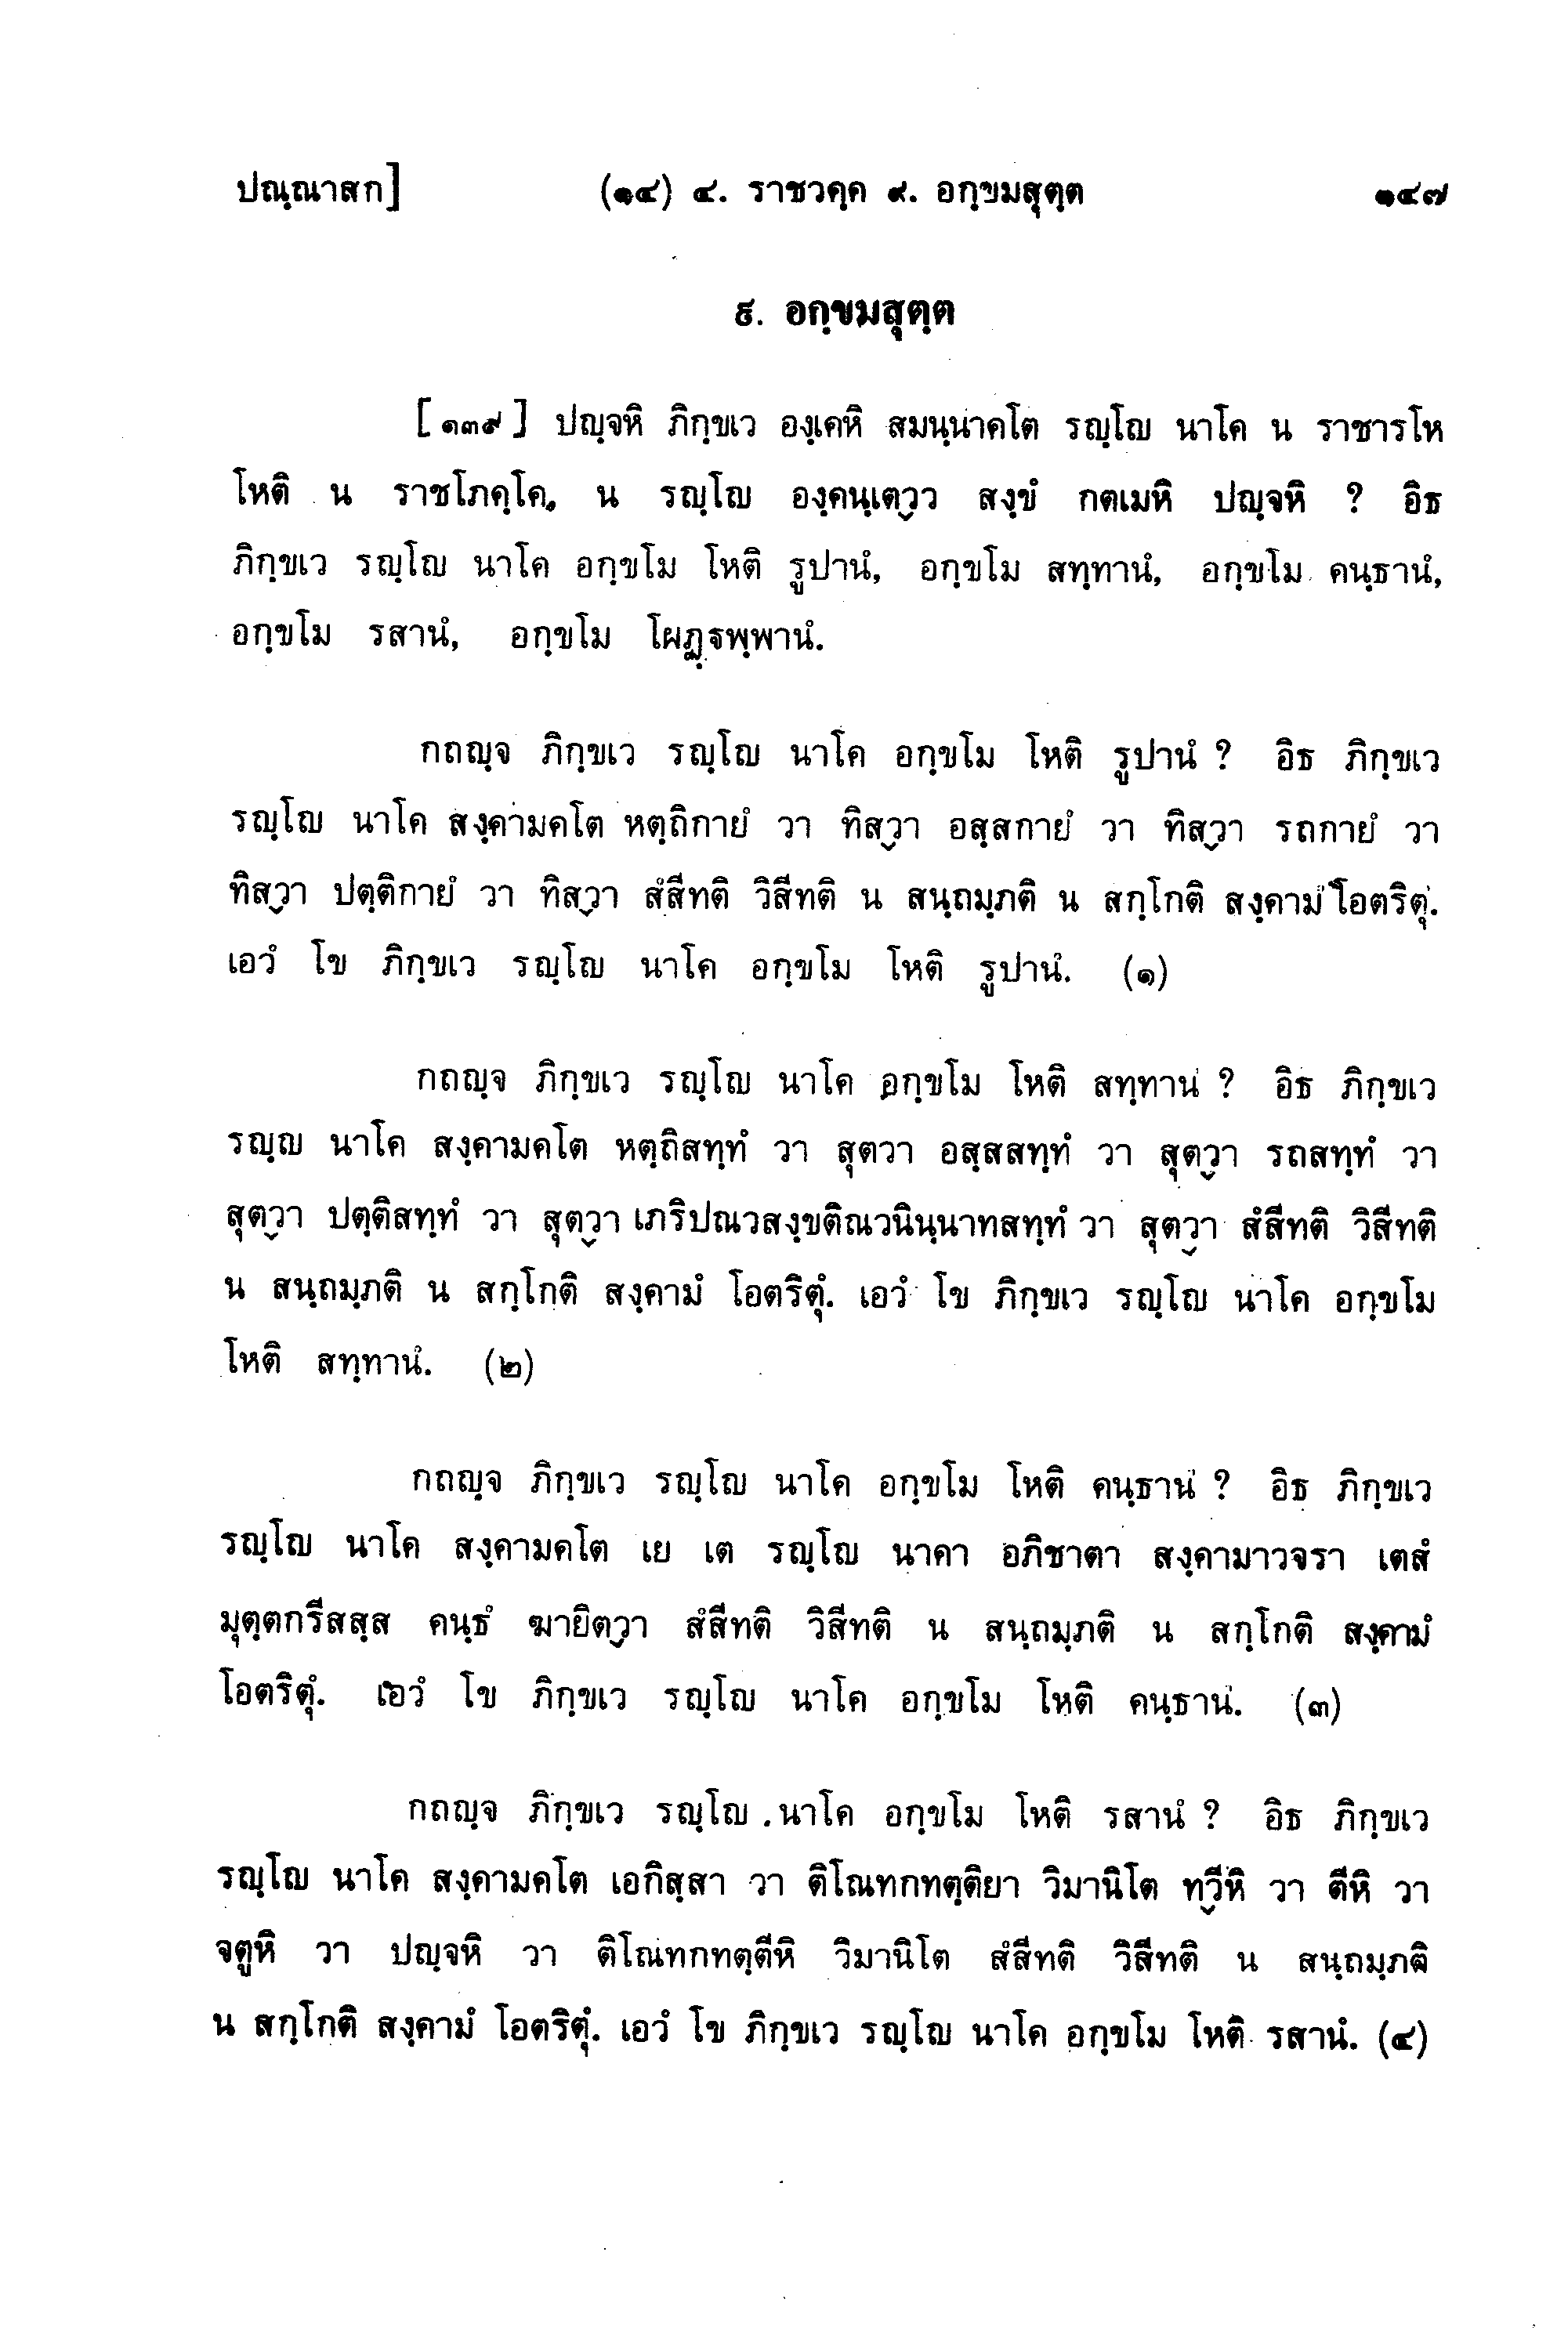 ปณฺณาสก] (๑๔) ๔. ราชวคฺค ๙. อกฺขมสุตฺต ๑๔๗
๙. อกฺขมสุตฺต
[๑๓๙] ปญฺจหิ ภิกฺขเว องฺเคหิ สมนฺนาคโต รญฺโญ นาโค น ราชารโห
โหติ น ราชโภคฺโค, น รญฺโญ องฺคนฺเตวฺว สงฺขํ กตเมหิ ปญฺจหิ ? อิธ
ภิกฺขเว รญฺโญ นาโค อกฺขโม โหติ รูปานํ, อกฺขโม สทฺทานํ, อกฺขโม คนฺธานํ,
อกฺขโม รสานํ, อกฺขโม โผฏฺฐพฺพานํ.
กถญฺจ ภิกฺขเว รญฺโญ นาโค อกฺขโม โหติ รูปานํ ? อิธ ภิกฺขเว
รญฺโญ นาโค สงฺคามคโต หตฺถิกายํ วา ทิสฺวา อสฺสกายํ วา ทิสฺวา รถกายํ วา
ทิสฺวา ปตฺติกายํ วา ทิสฺวา สํสีทติ วิสีทติ น สนฺถมฺภติ น สกฺโกติ สงฺคามํ โอตริตุํ.
เอวํ โข ภิกฺขเว รญฺโญ นาโค อกฺขโม โหติ รูปานํ. (๑)
กถญฺจ ภิกฺขเว รญฺโญ นาโค อกฺขโม โหติ สทฺทานํ ? อิธ ภิกฺขเว
รญฺญ นาโค สงฺคามคโต หตฺถิสทฺทํ วา สุตวา อสฺสสทฺทํ วา สุตฺวา รถสทฺทํ วา
สุตฺวา ปตฺติสทฺทํ วา สุตฺวา เภริปณวสงฺขติณวนินฺนาทสทฺทํ วา สุตฺวา สํสีทติ วิสีทติ
น สนฺถมฺภติ น สกฺโกติ สงฺคามํ โอตริตุํ. เอวํ โข ภิกฺขเว รญฺโญ นาโค อกฺขโม
โหติ สทฺทานํ. (๒)
กถญฺจ ภิกฺขเว รญฺโญ นาโค อกฺขโม โหติ คนฺธานํ ? อิธ ภิกฺขเว
รญฺโญ นาโค สงฺคามคโต เย เต รญฺโญ นาคา อภิชาตา สงฺคามาวจรา เตสํ
มุตฺตกรีสสฺส คนฺธํ ฆายิตฺวา สํสีทติ วิสีทติ น สนฺถมฺภติ น สกฺโกติ สงฺคามํ
โอตริตุํ. เอวํ โข ภิกฺขเว รญฺโญ นาโค อกฺขโม โหติ คนฺธานํ. (๓)
กถญฺจ ภิกฺขเว รญฺโญ นาโค อกฺขโม โหติ รสานํ ? อิธ ภิกฺขเว
รญฺโญ นาโค สงฺคามคโต เอกิสฺสา วา ติโณทกทตฺติยา วิมานิโต ทฺวีหิ วา ตีหิ วา
จตูหิ วา ปญฺจหิ วา ติโณทกทตฺตีหิ วิมานิโต สํสีทติ วิสีทติ น สนฺถมฺภติ
น สกฺโกติ สงฺคามํ โอตริตุํ. เอวํ โข ภิกฺขเว รญฺโญ นาโค อกฺขโม โหติ รสานํ. (๔)